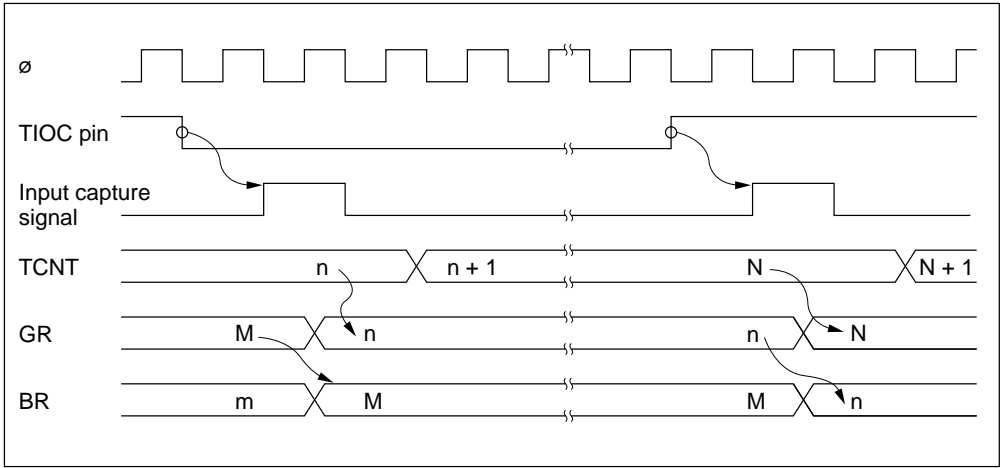 ø
TIOC pin
Input capture
signal
TCNT n n + 1 N N + 1
GR M n n N
BR m M M n